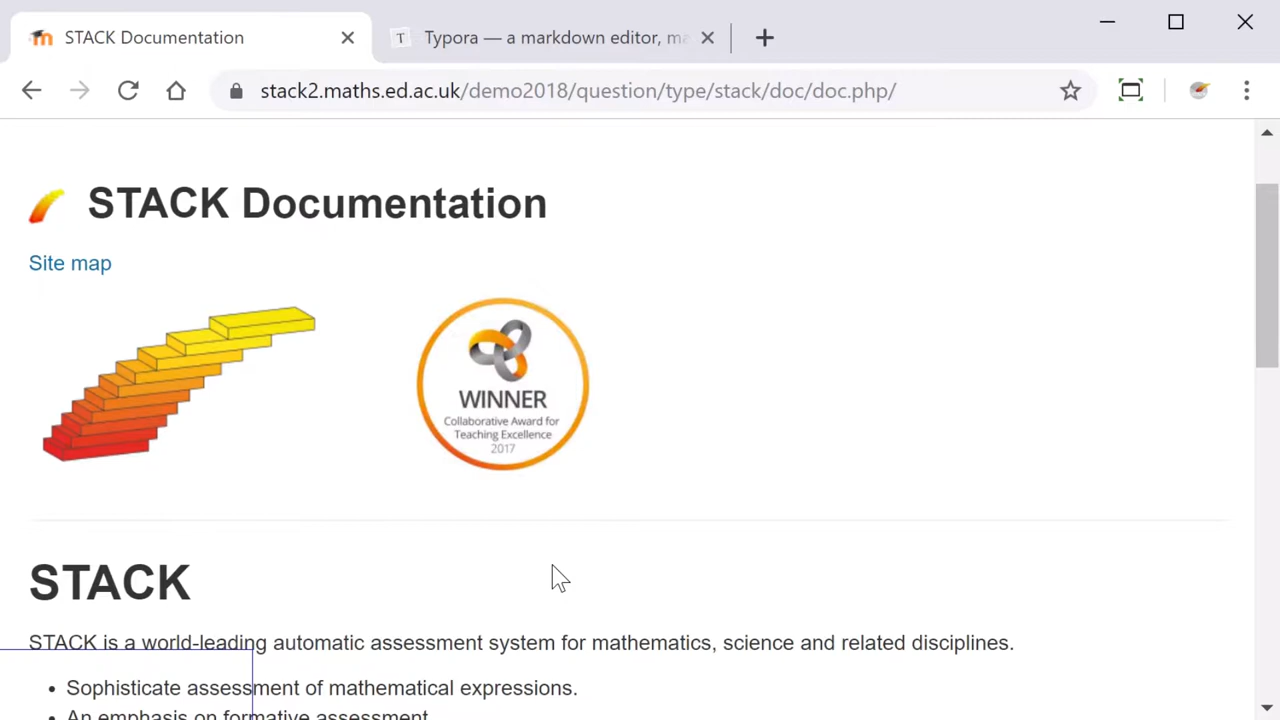 STACK Documentation
Typora — a markdown editor, ma
stack2.maths.ed.ac.uk/demo2018/question/type/stack/doc/doc.php/
STACK Documentation
Site map
WINNER
Collaborative Award for
Teaching Excellence
2017
STACK
STACK is a world-leading automatic assessment system for mathematics, science and related disciplines.
• Sophisticate assessment of mathematical expressions.
• An emphasis on formative assessment.